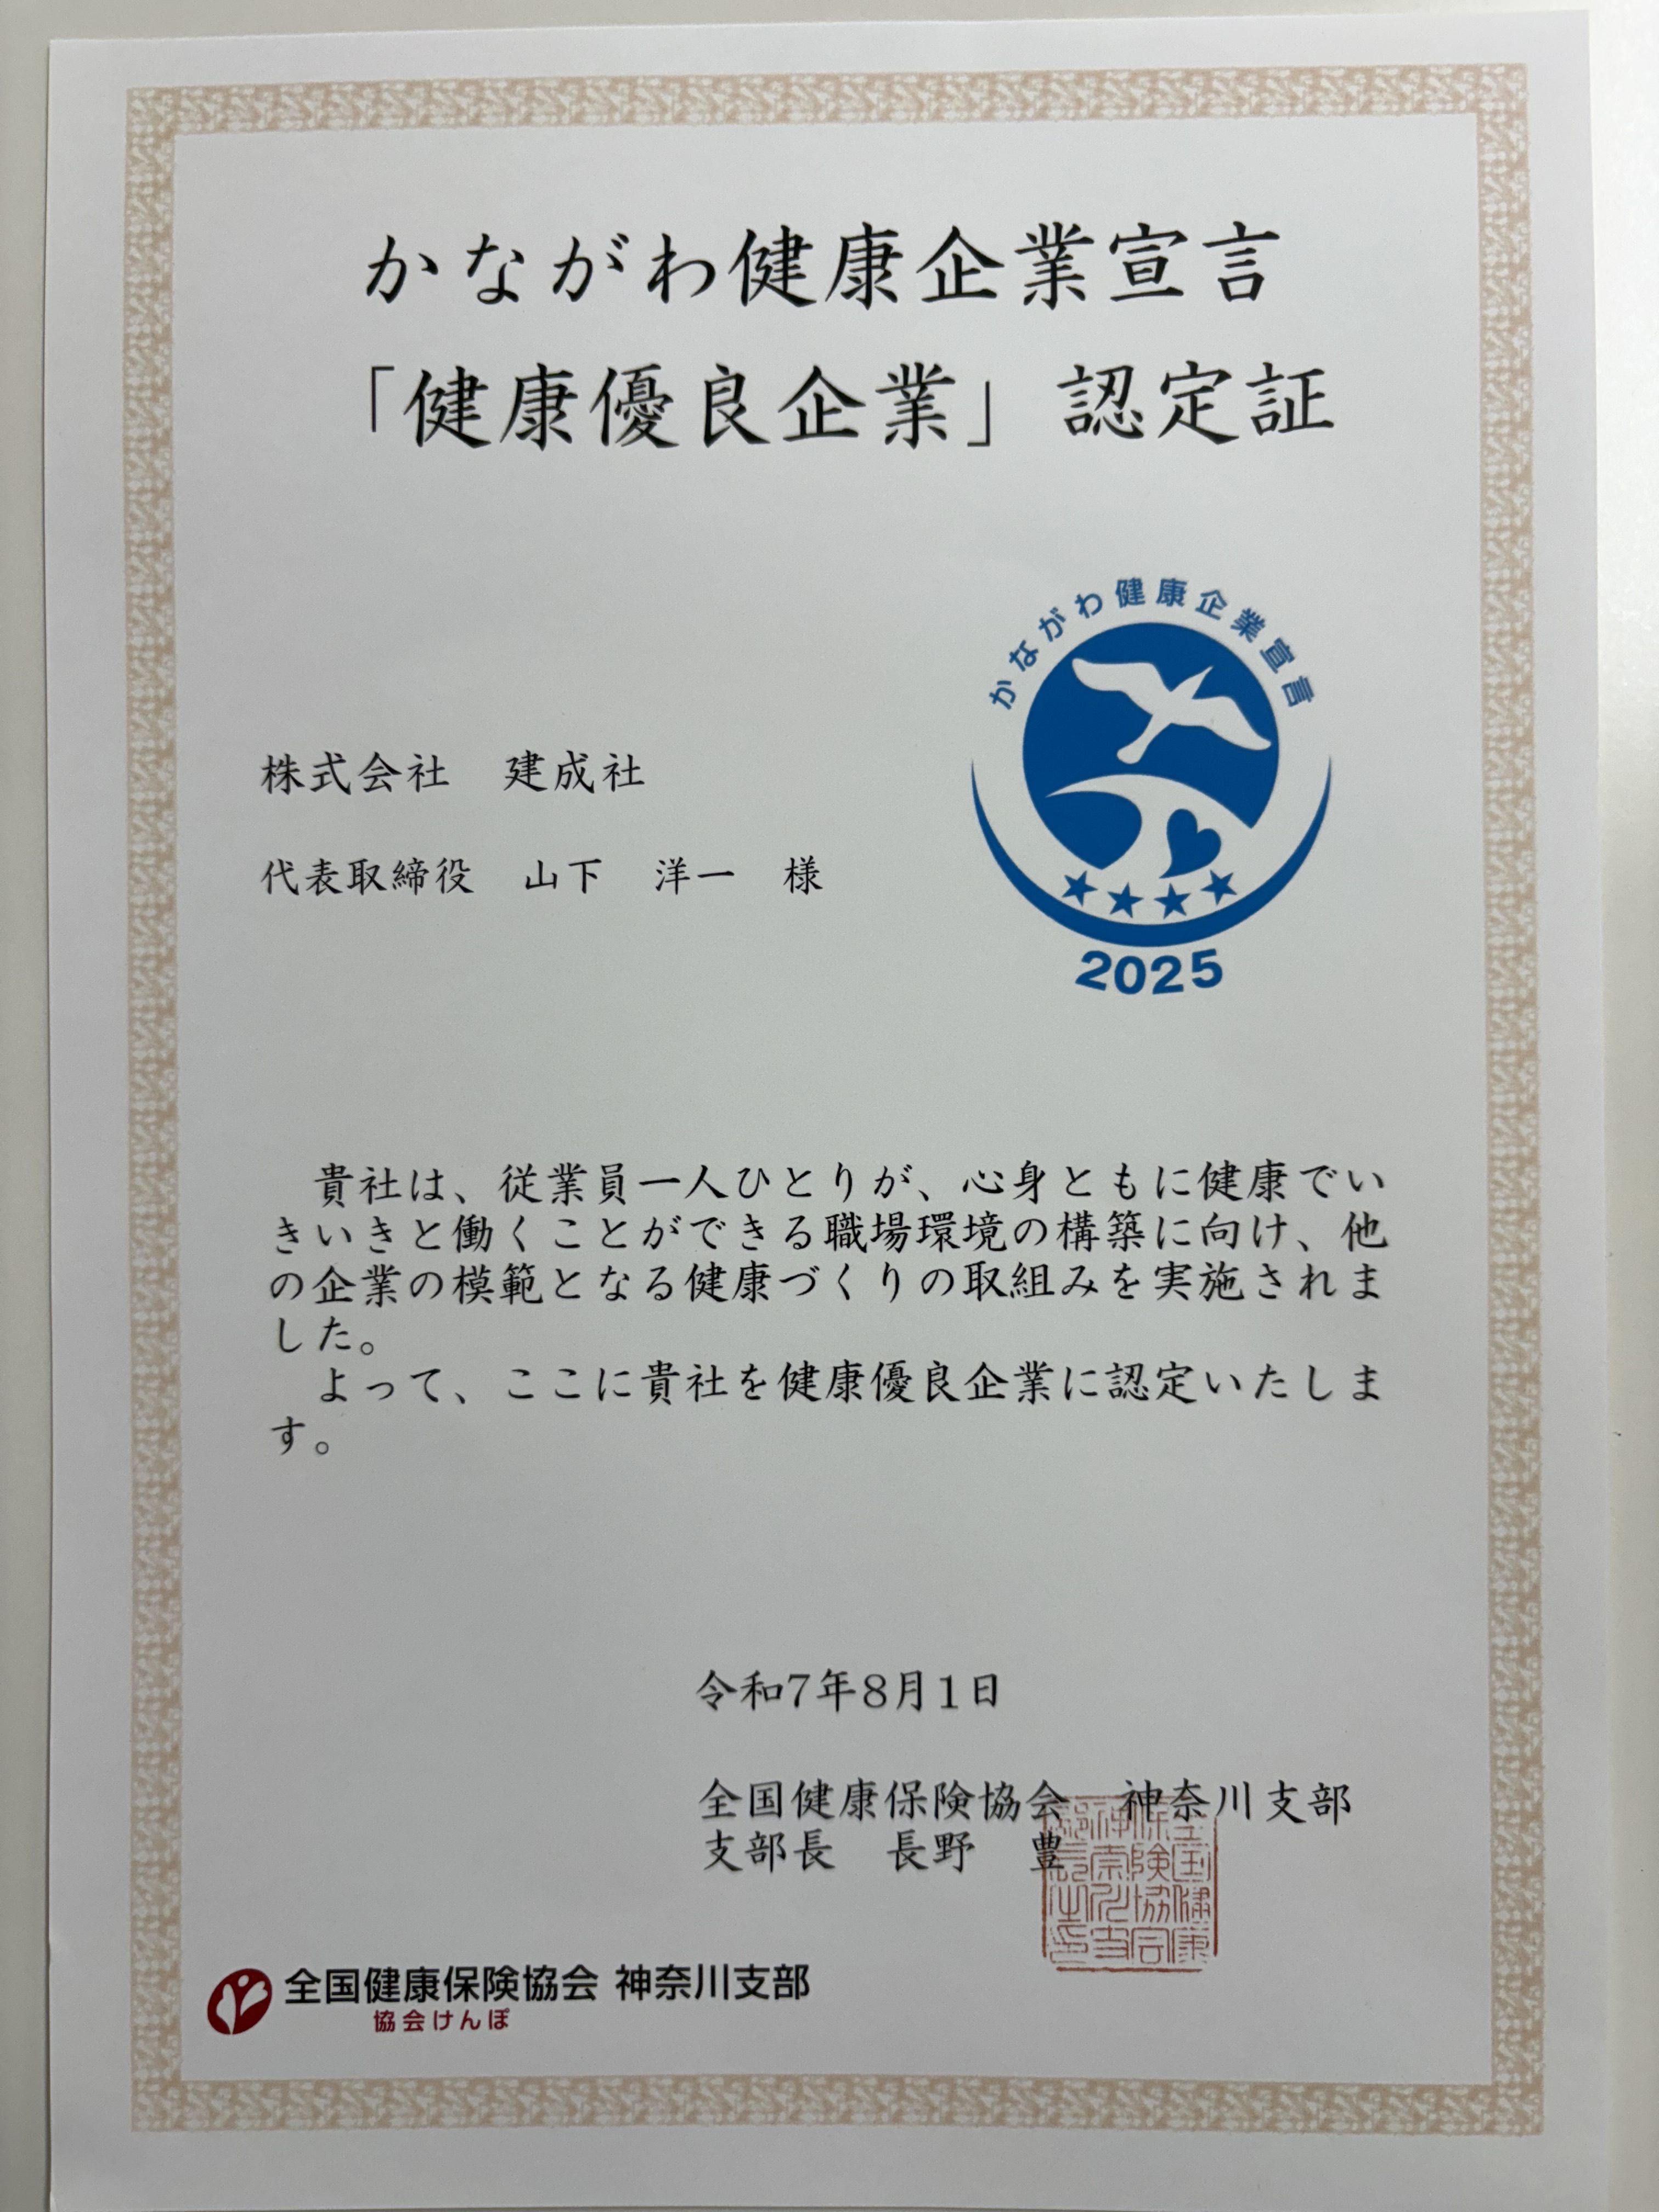 かながわ健康企業宣言
「健康優良企業」認定証
かながわ健康企業宣言
2025
株式会社　建成社
代表取締役　山下　洋一　様
　貴社は、従業員一人ひとりが、心身ともに健康でい
きいきと働くことができる職場環境の構築に向け、他
の企業の模範となる健康づくりの取組みを実施されま
した。
　よって、ここに貴社を健康優良企業に認定いたしま
す。
令和7年8月1日
全国健康保険協会　神奈川支部
支部長　長野　豊
全国健康保険協会 神奈川支部
協会けんぽ